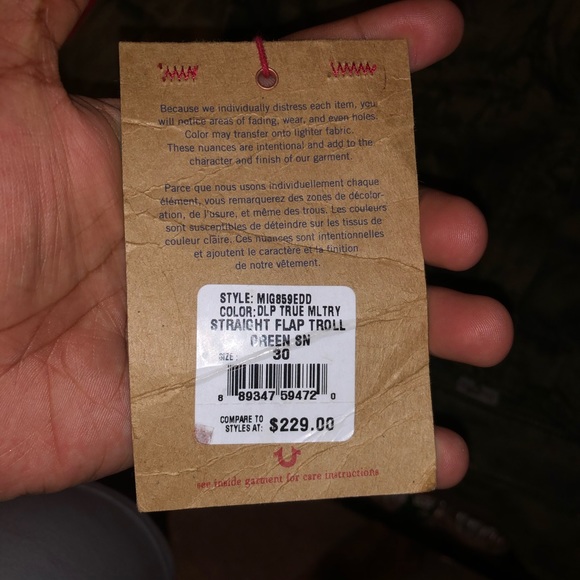 Because we individually distress each item, you
will notice areas of fading, wear, and even holes.
Color may transfer onto lighter fabric.
These nuances are intentional and add to the
character and finish of our garment.
Parce que nous usons individuellement chaque
élément, vous remarquerez des zones de décolor-
ation, de l'osure, et même des trous. Les couleurs
sont susceptibles de déteindre sur les tissus de
couleur claire. Ces nuances sont intentionnelles
et ajoutent le caractère et la finition
de notre vêtement.
STYLE: MIG859EDD
COLOR: DLP TRUE MLTRY
STRAIGHT FLAP TROLL
GREEN SN
SIZE: 30
8 89347 59472 0
COMPARE TO
STYLES AT: $229.00
see inside garment for care instructions